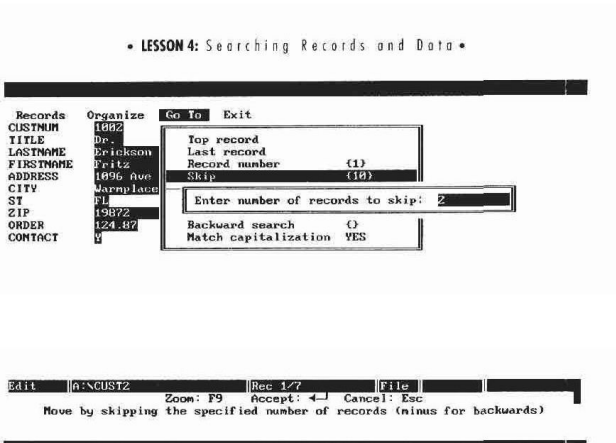 • LESSON 4: Searching Records and Data •
Records Organize Go To Exit
CUSTNUM 1002
TITLE Dr. Top record
LASTNAME Erickson Last record
FIRSTNAME Fritz Record number {1}
ADDRESS 1096 Ave Skip {10}
CITY Warmplace
ST FL Enter number of records to skip: 2
ZIP 19872
ORDER 124.87 Backward search {}
CONTACT Y Match capitalization YES
Edit A:\CUST2 Rec 1/7 File
Zoom: F9 Accept: ↵ Cancel: Esc
Move by skipping the specified number of records (minus for backwards)